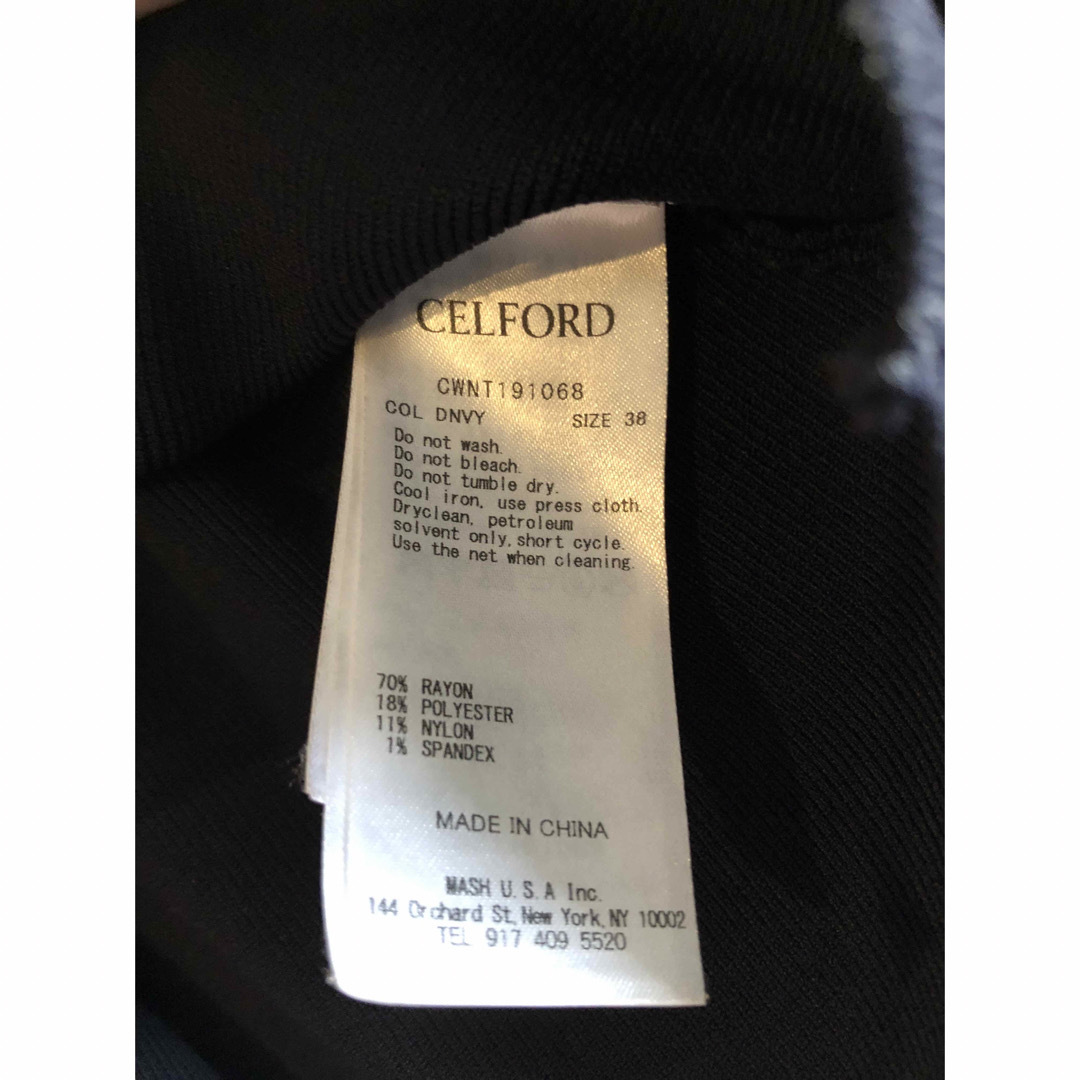 CELFORD
CWNT191068
COL DNVY SIZE 38
Do not wash.
Do not bleach.
Do not tumble dry.
Cool iron, use press cloth.
Dryclean, petroleum
solvent only, short cycle.
Use the net when cleaning.
70% RAYON
18% POLYESTER
11% NYLON
1% SPANDEX
MADE IN CHINA
MASH U.S.A Inc.
144 Orchard St, New York, NY 10002
TEL 917 409 5520